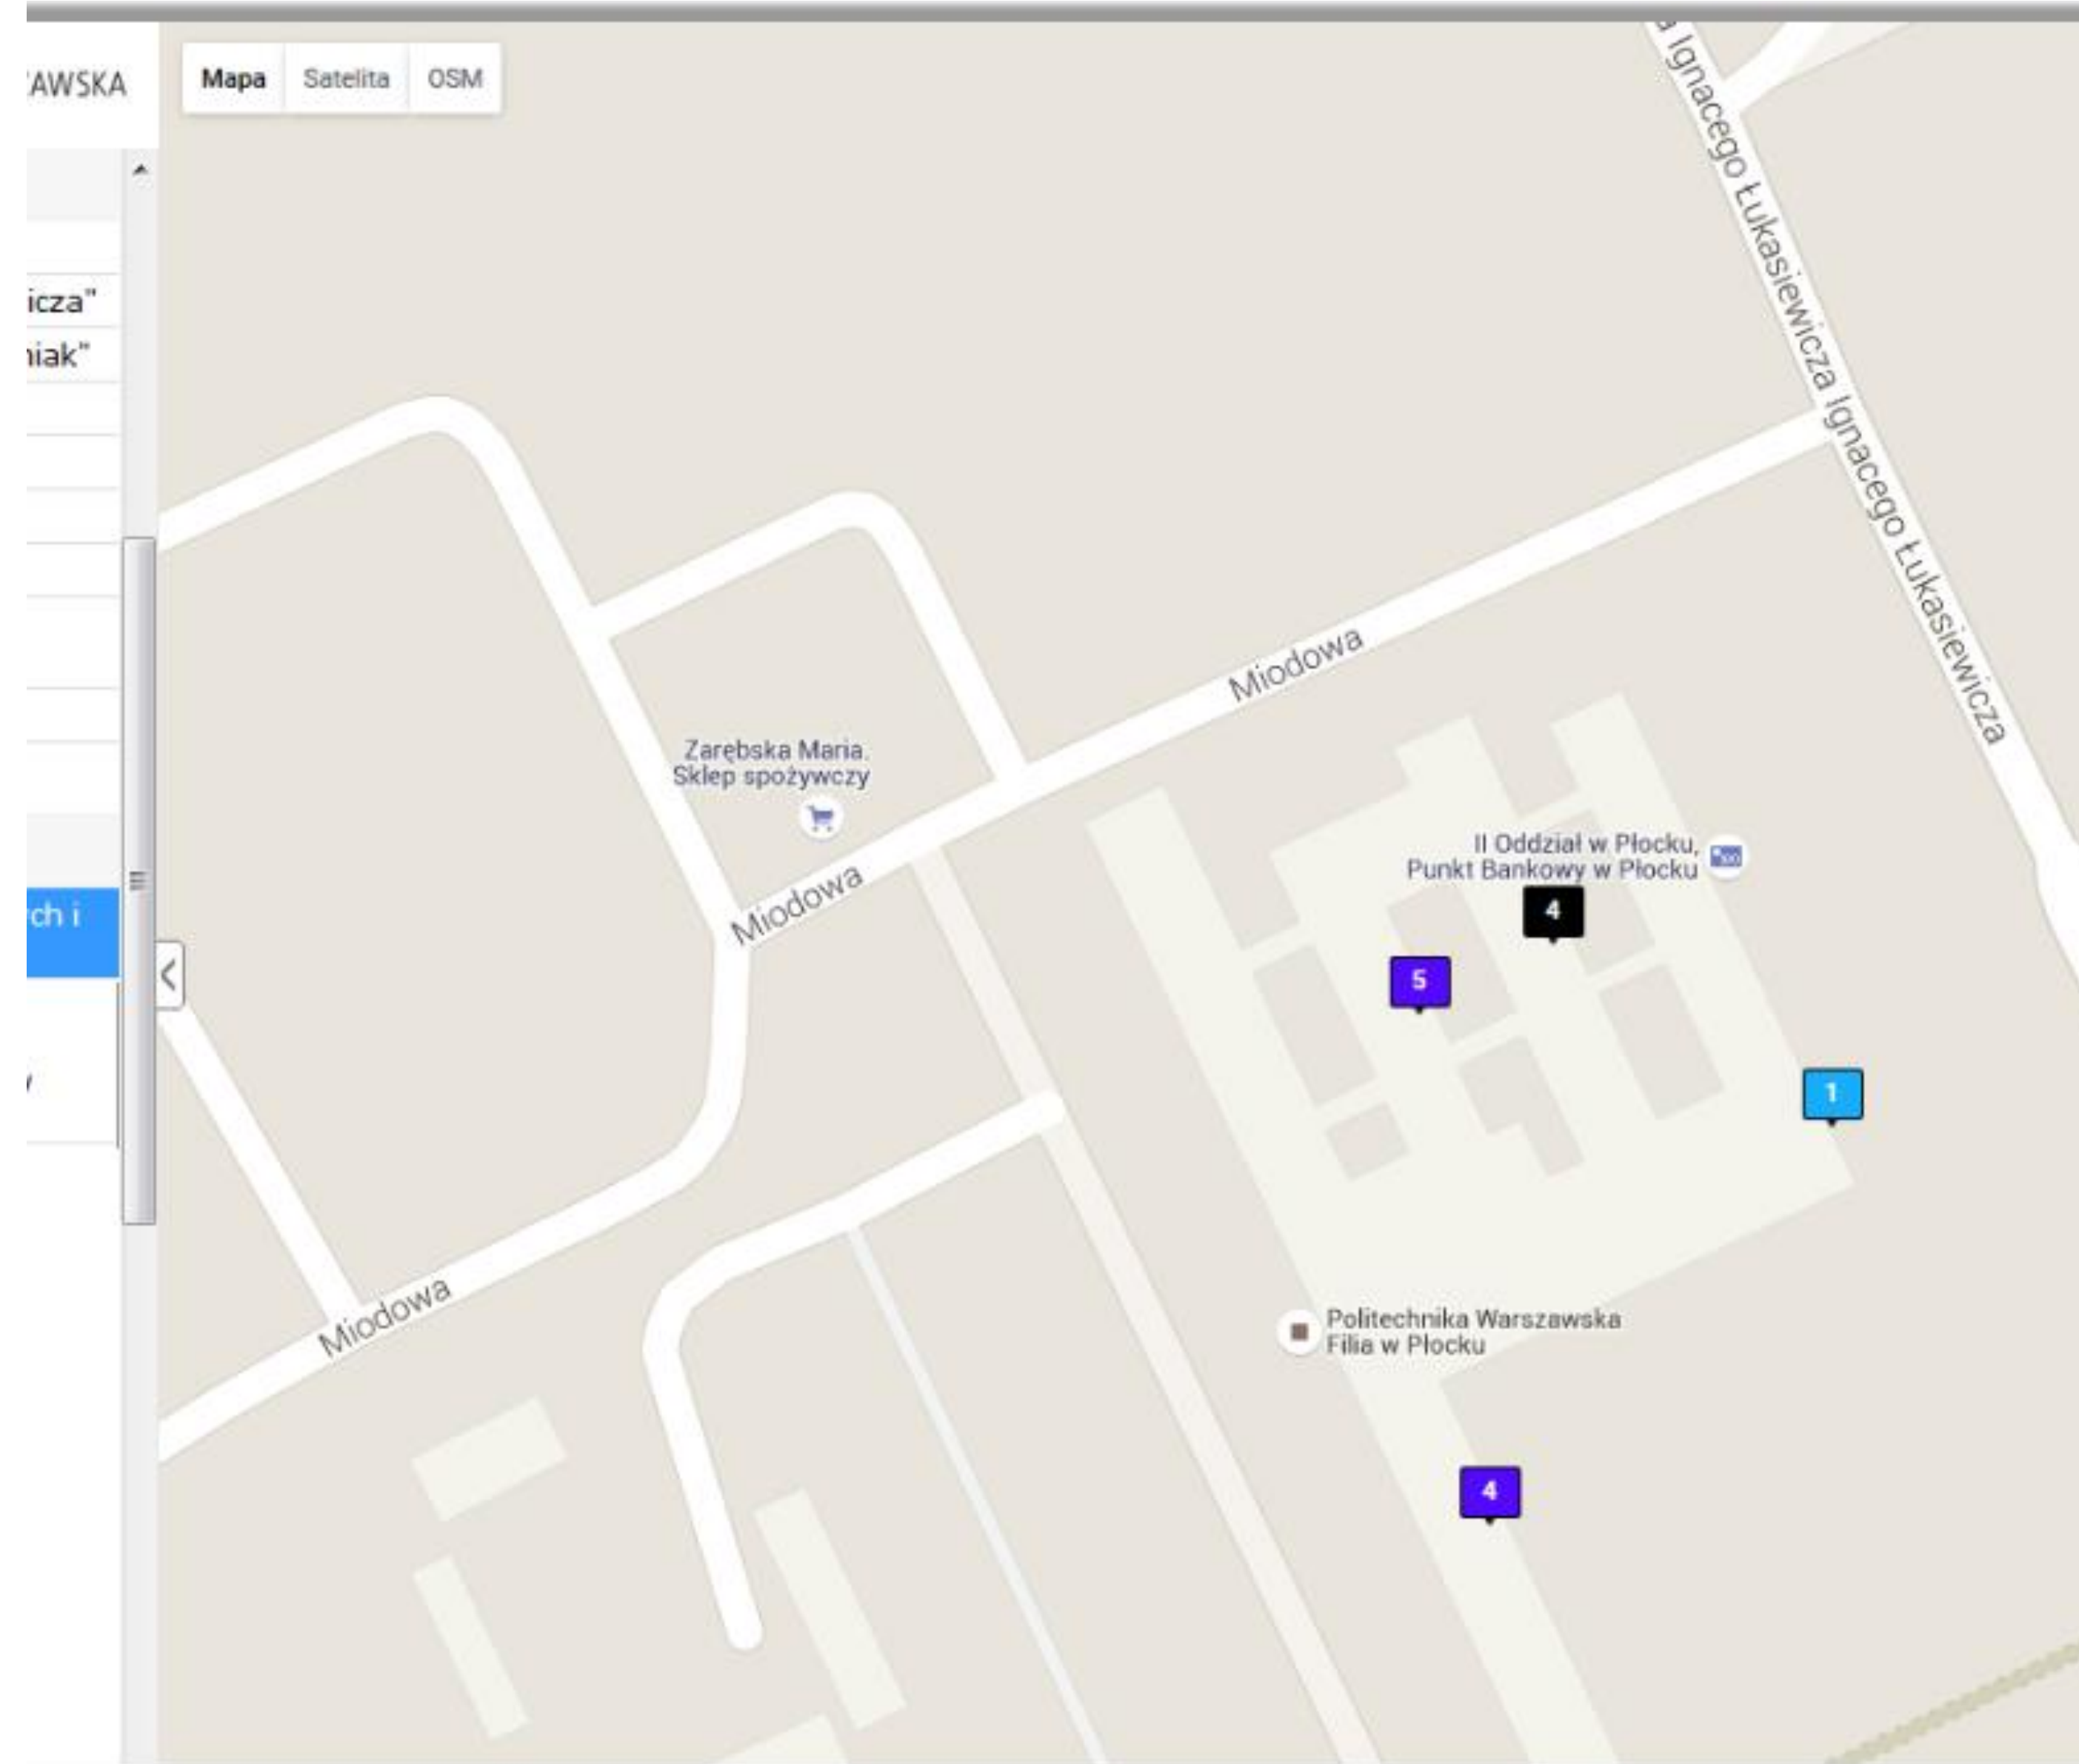 AWSKA
Mapa
Satelita
OSM
icza"
iak"
ch i
a Ignacego Łukasiewicza Ignacego Łukasiewicza
Miodowa
Zarębska Maria.
Sklep spożywczy
Miodowa
II Oddział w Płocku,
Punkt Bankowy w Płocku
4
5
1
Miodowa
Politechnika Warszawska
Filia w Płocku
4